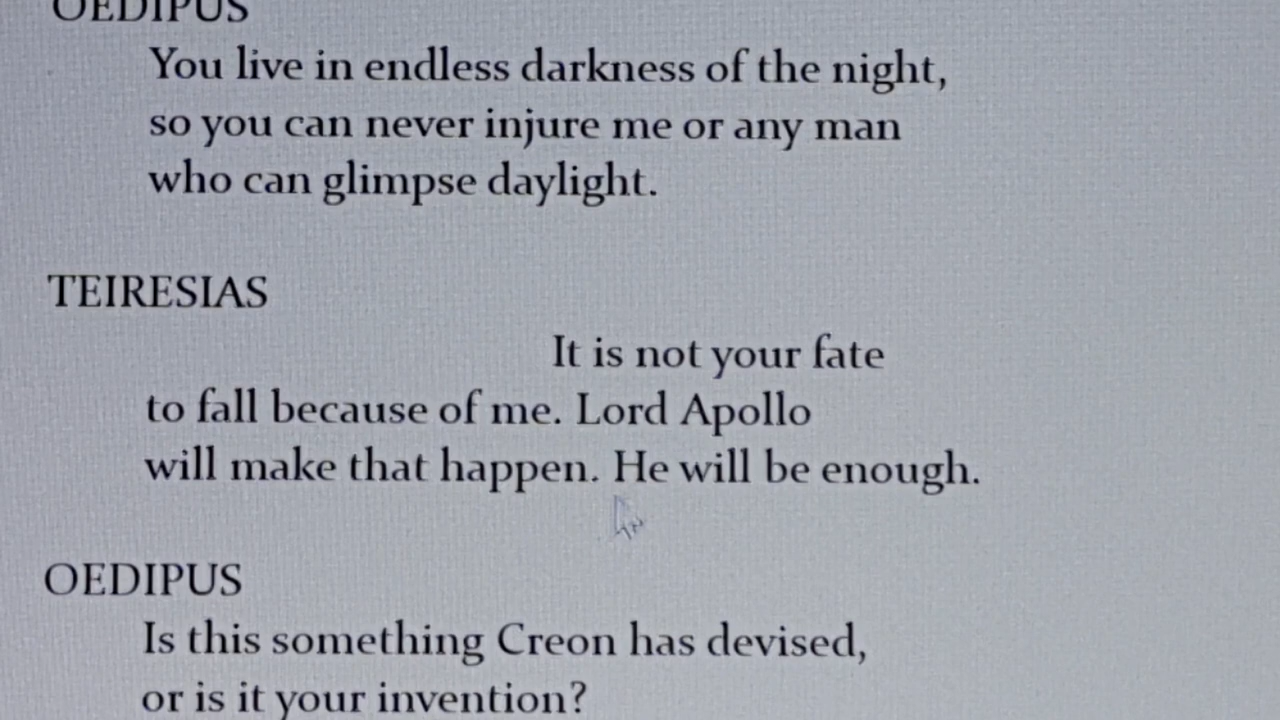 OEDIPUS
You live in endless darkness of the night,
so you can never injure me or any man
who can glimpse daylight.
TEIRESIAS
It is not your fate
to fall because of me. Lord Apollo
will make that happen. He will be enough.
OEDIPUS
Is this something Creon has devised,
or is it your invention?